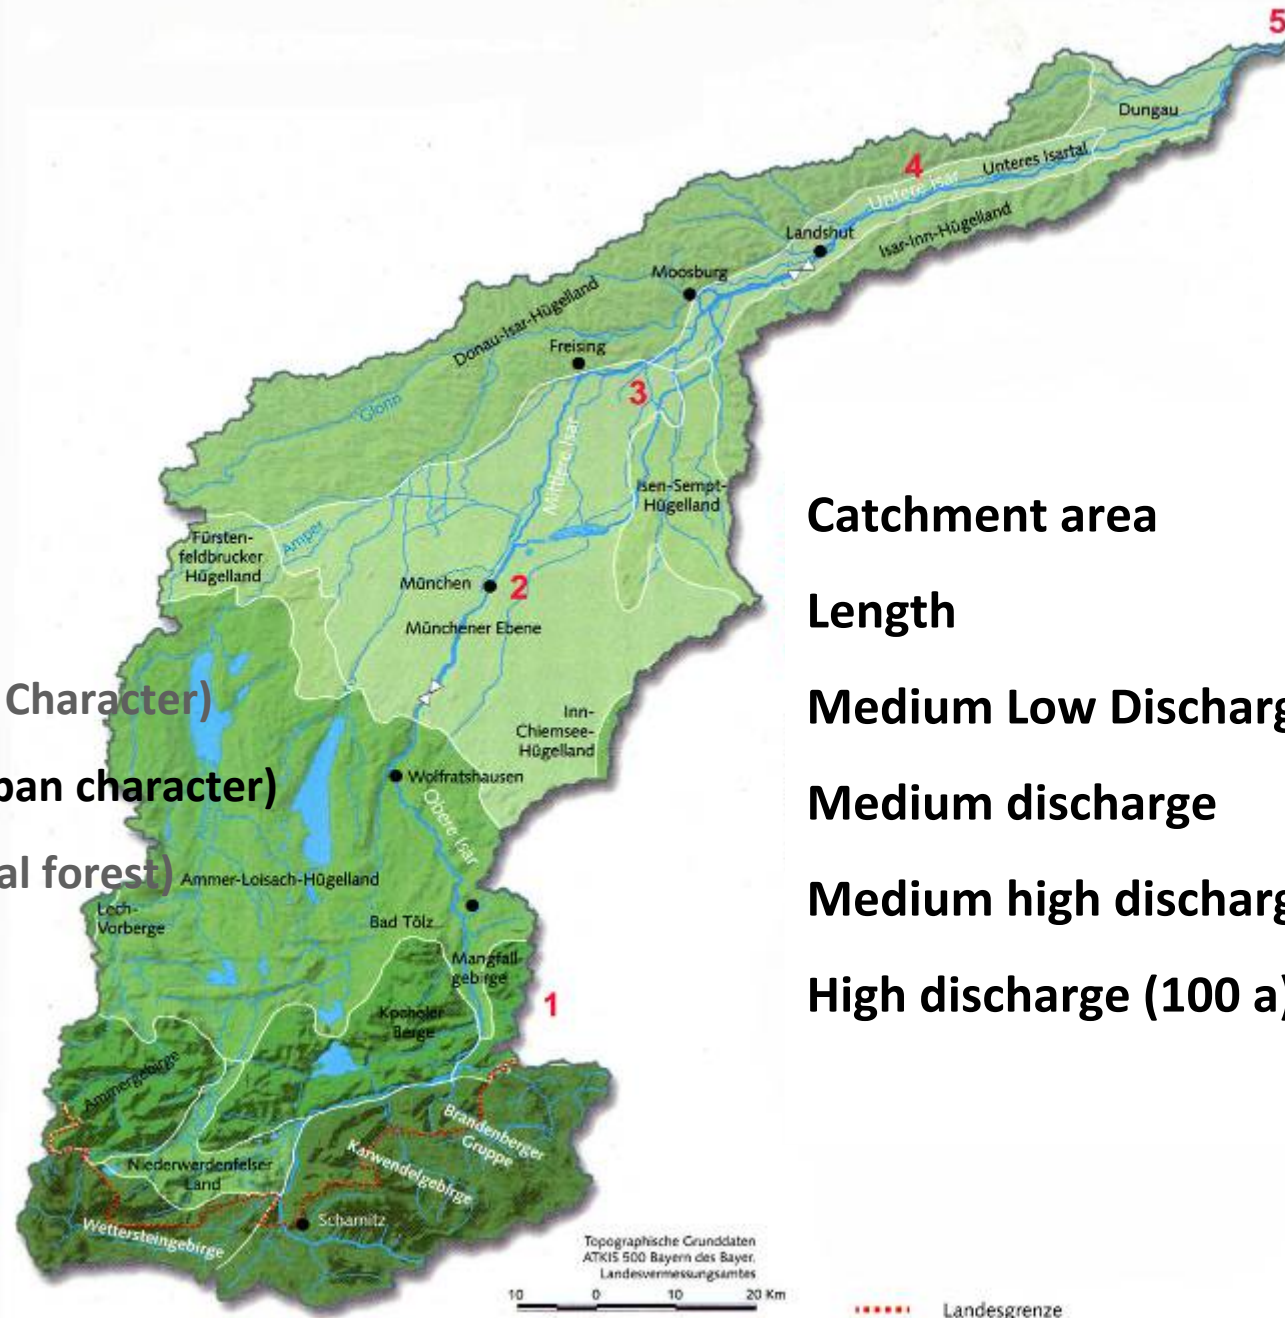 5
Dungau
4
Unteres Isartal
Untere Isar
Landshut
Isar-Inn-Hügelland
Moosburg
Donau-Isar-Hügelland
Freising
3
Glonn
Mittlere Isar
Isen-Sempt-
Hügelland
Catchment area
Fürsten-
feldbrucker
Hügelland
Amper
München
2
Length
Münchener Ebene
Character)
Medium Low Discharg
Inn-
Chiemsee-
Hügelland
Wolfratshausen
ban character)
Obere Isar
Medium discharge
al forest)
Ammer-Loisach-Hügelland
Medium high discharg
Lech-
Vorberge
Bad Tölz
Mangfall-
gebirge
1
High discharge (100 a)
Berge
Ammergebirge
Brandenberger
Gruppe
Karwendelgebirge
Niederwerdenfelser
Land
Wettersteingebirge
Scharnitz
Topographische Grunddaten
ATKIS 500 Bayern des Bayer.
Landesvermessungsamtes
10 0 10 20 Km
Landesgrenze